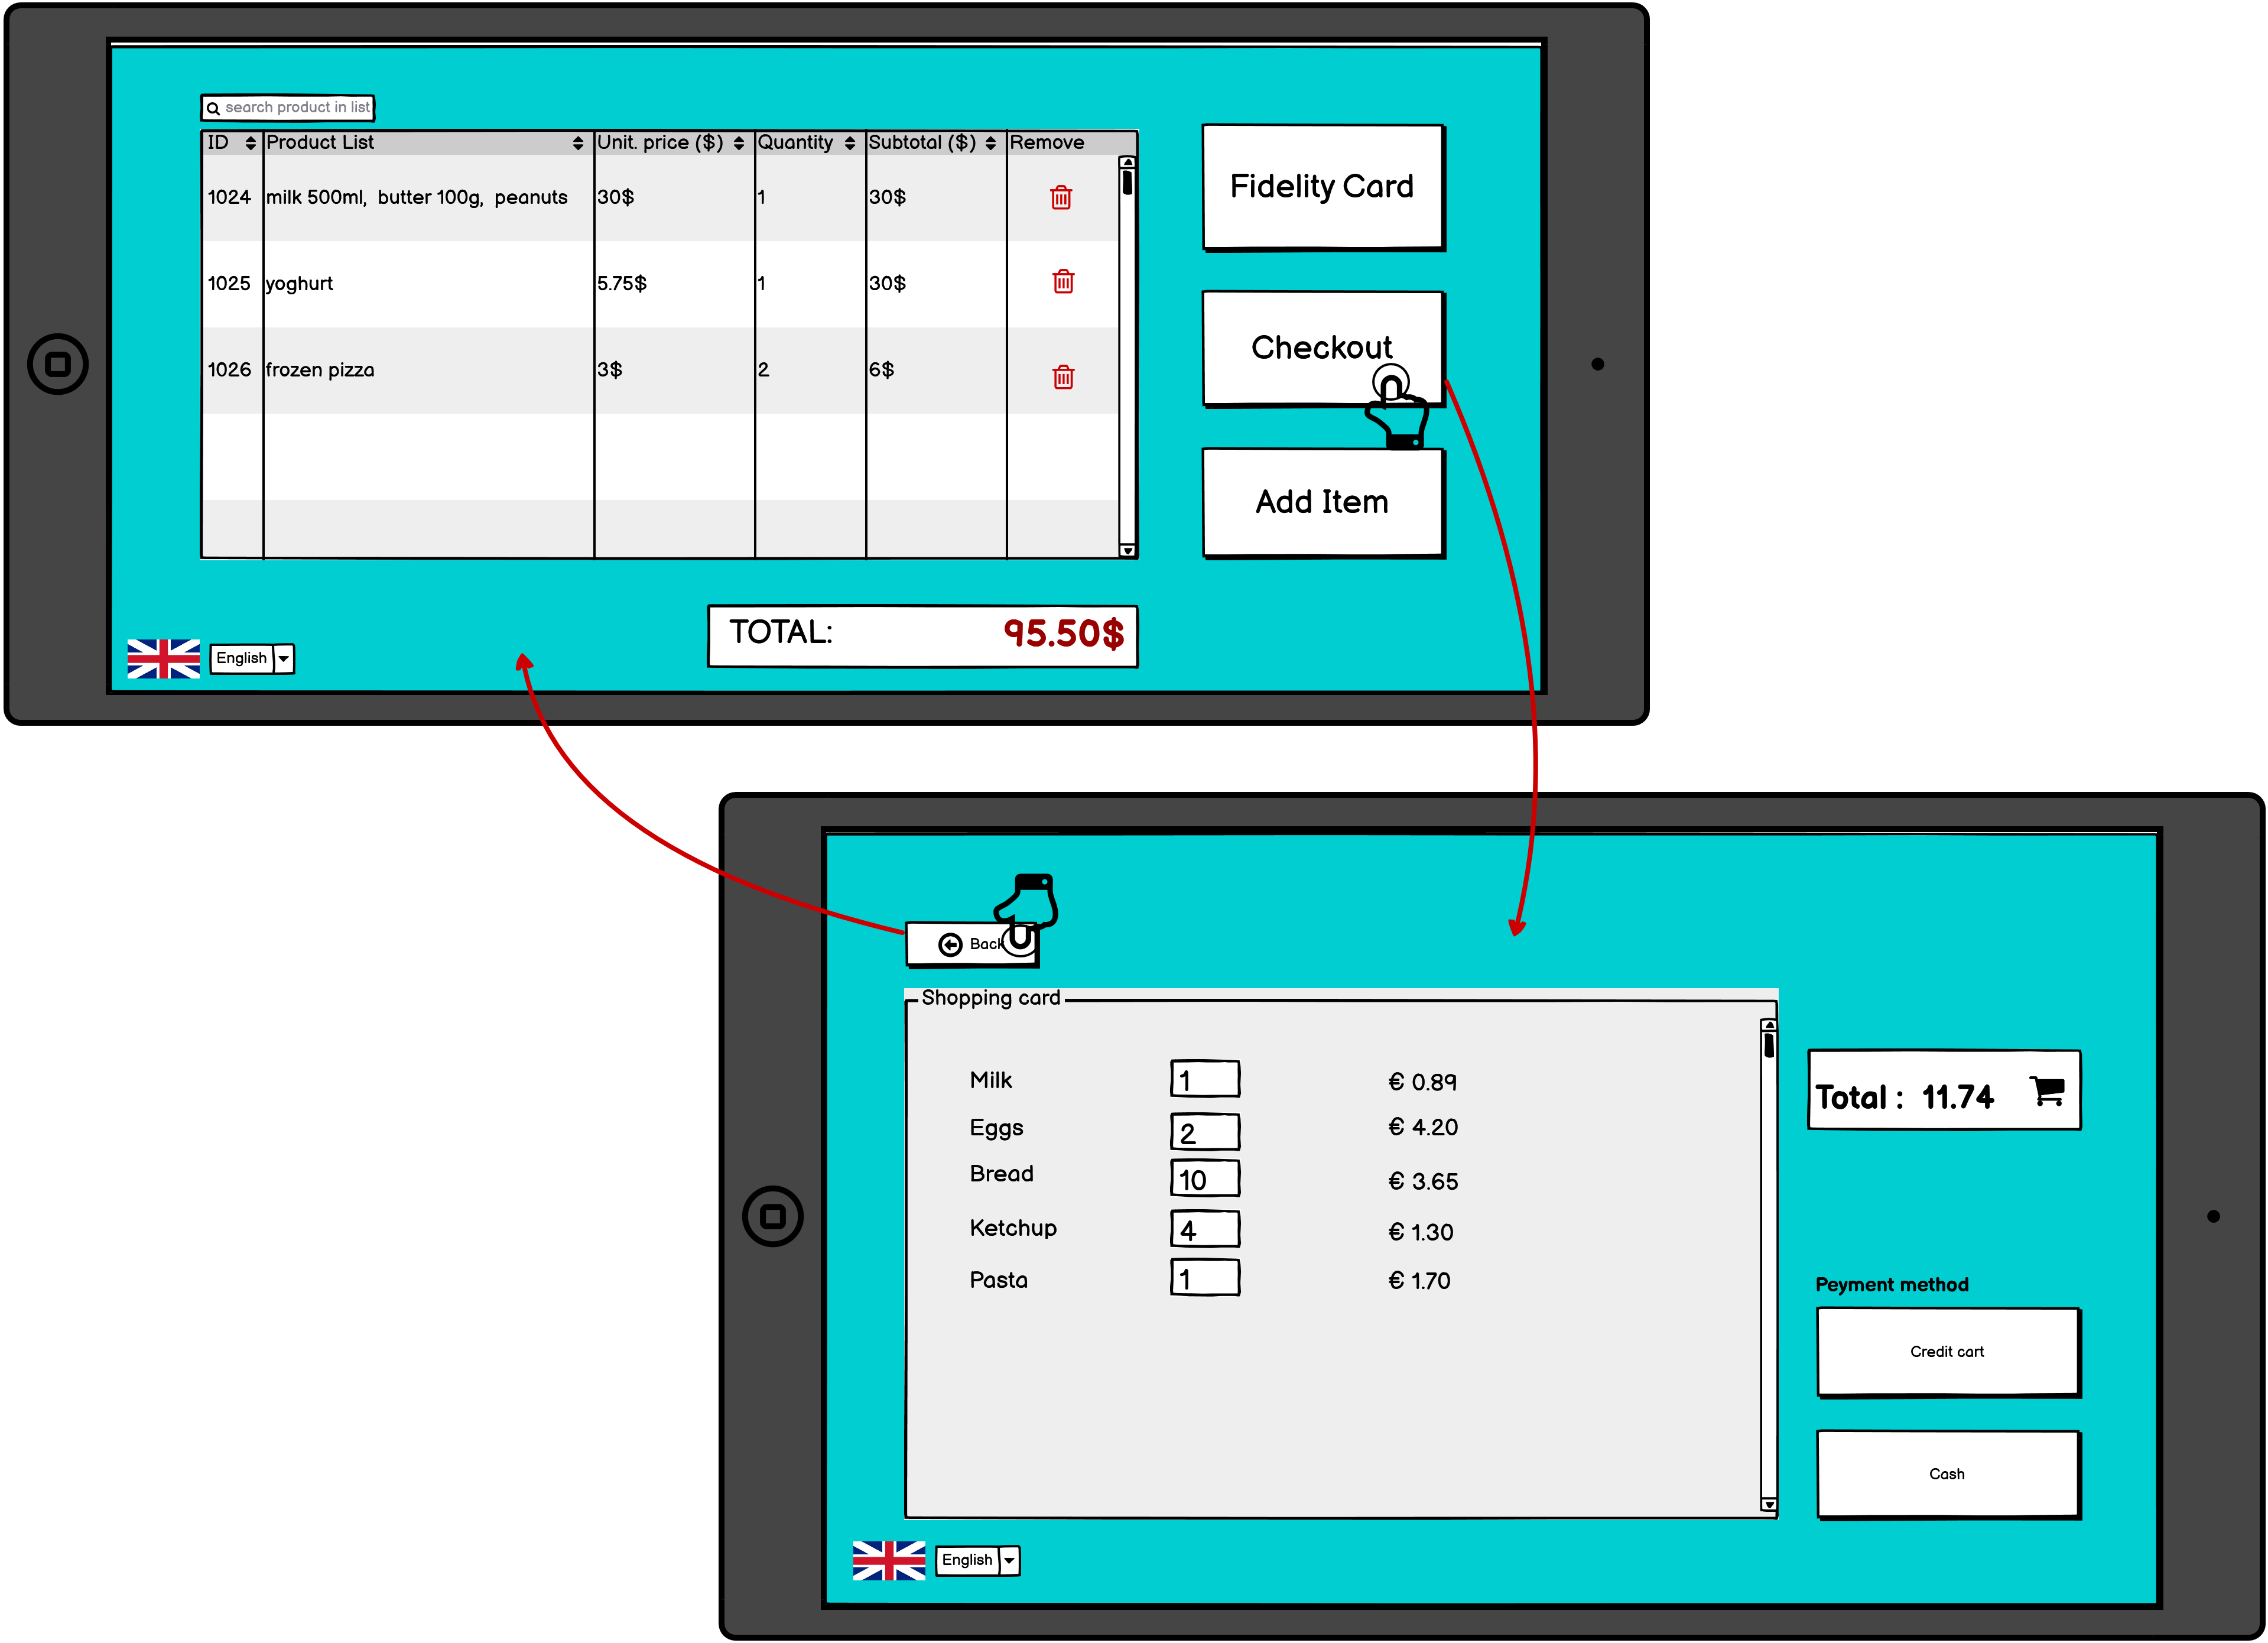 search product in list
ID Product List Unit. price ($) Quantity Subtotal ($) Remove
1024 milk 500ml, butter 100g, peanuts 30$ 1 30$
1025 yoghurt 5.75$ 1 30$
1026 frozen pizza 3$ 2 6$
Fidelity Card
Checkout
Add Item
TOTAL: 95.50$
English
Back
Shopping card
Milk 1 € 0.89
Eggs 2 € 4.20
Bread 10 € 3.65
Ketchup 4 € 1.30
Pasta 1 € 1.70
Total : 11.74
Peyment method
Credit cart
Cash
English